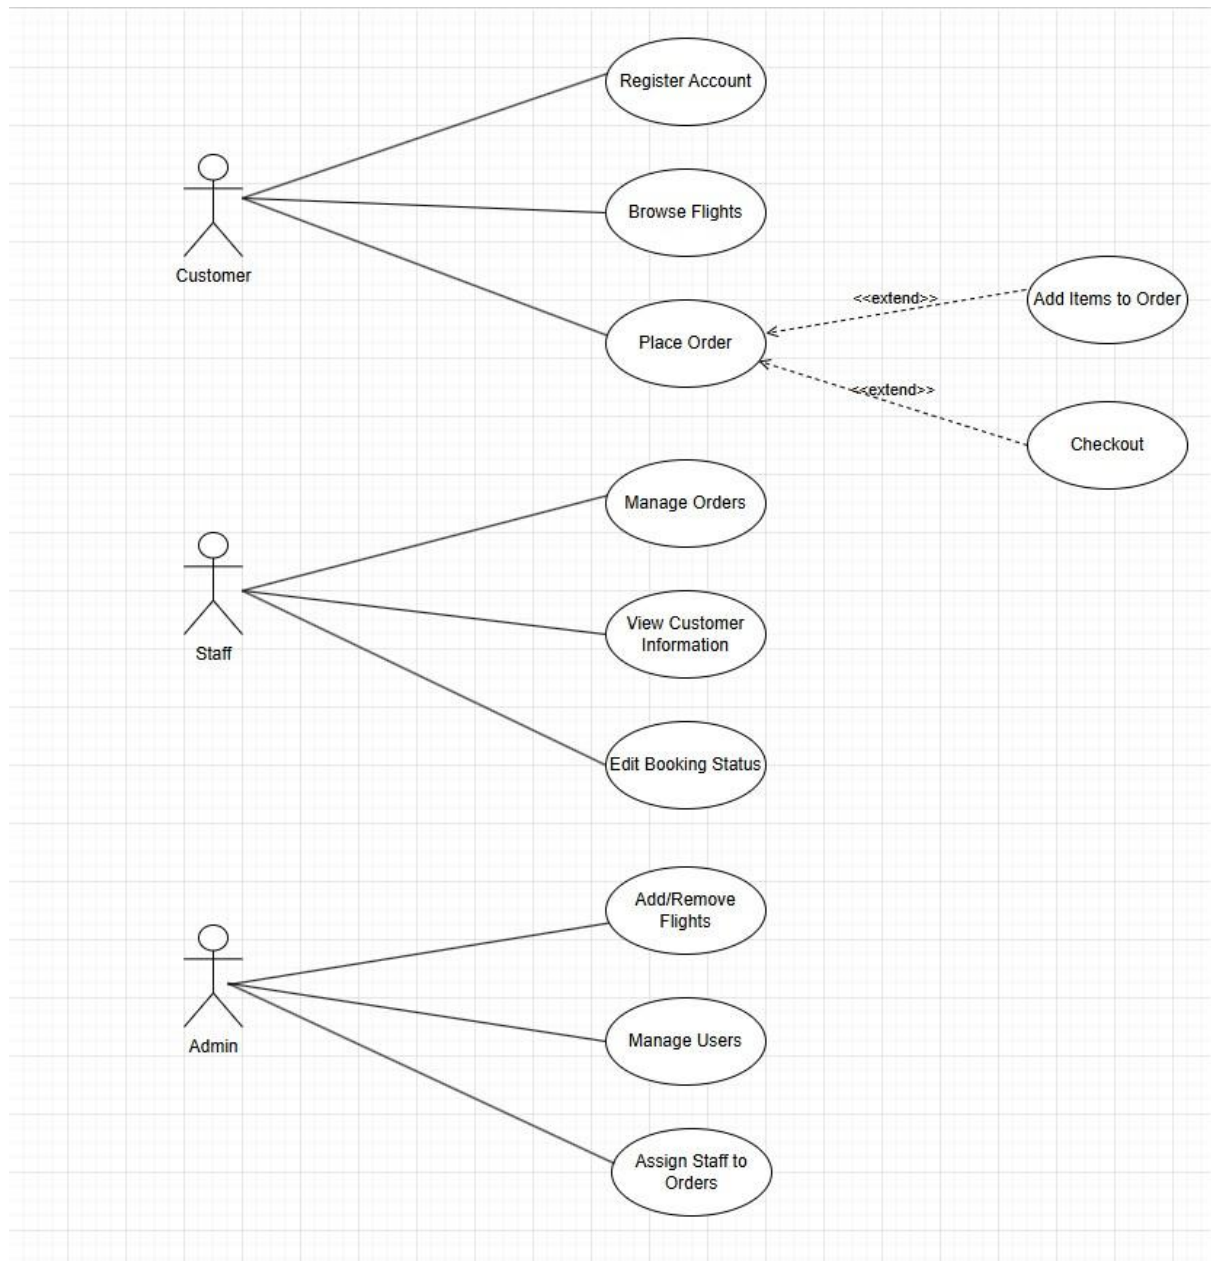 Register Account
Browse Flights
Customer
<<extend>>
Add Items to Order
Place Order
<<extend>>
Checkout
Manage Orders
View Customer
Information
Staff
Edit Booking Status
Add/Remove
Flights
Manage Users
Admin
Assign Staff to
Orders